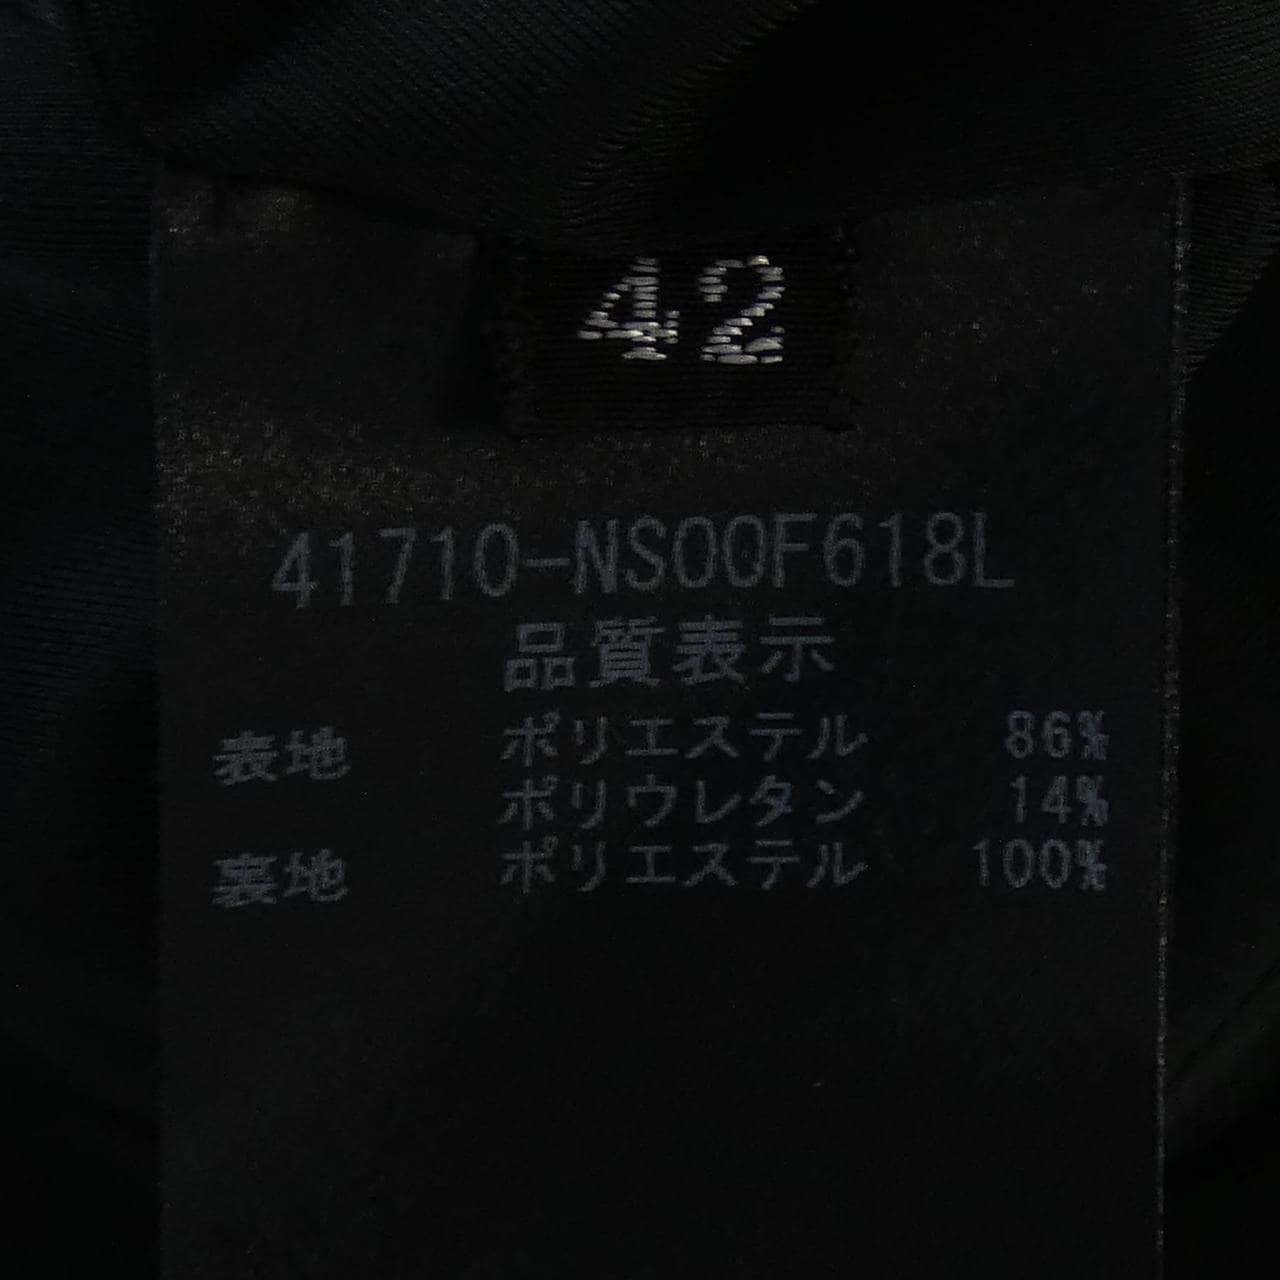 42
41710-NS00F618L
品質表示
表地 ポリエステル 86%
ポリウレタン 14%
裏地 ポリエステル 100%